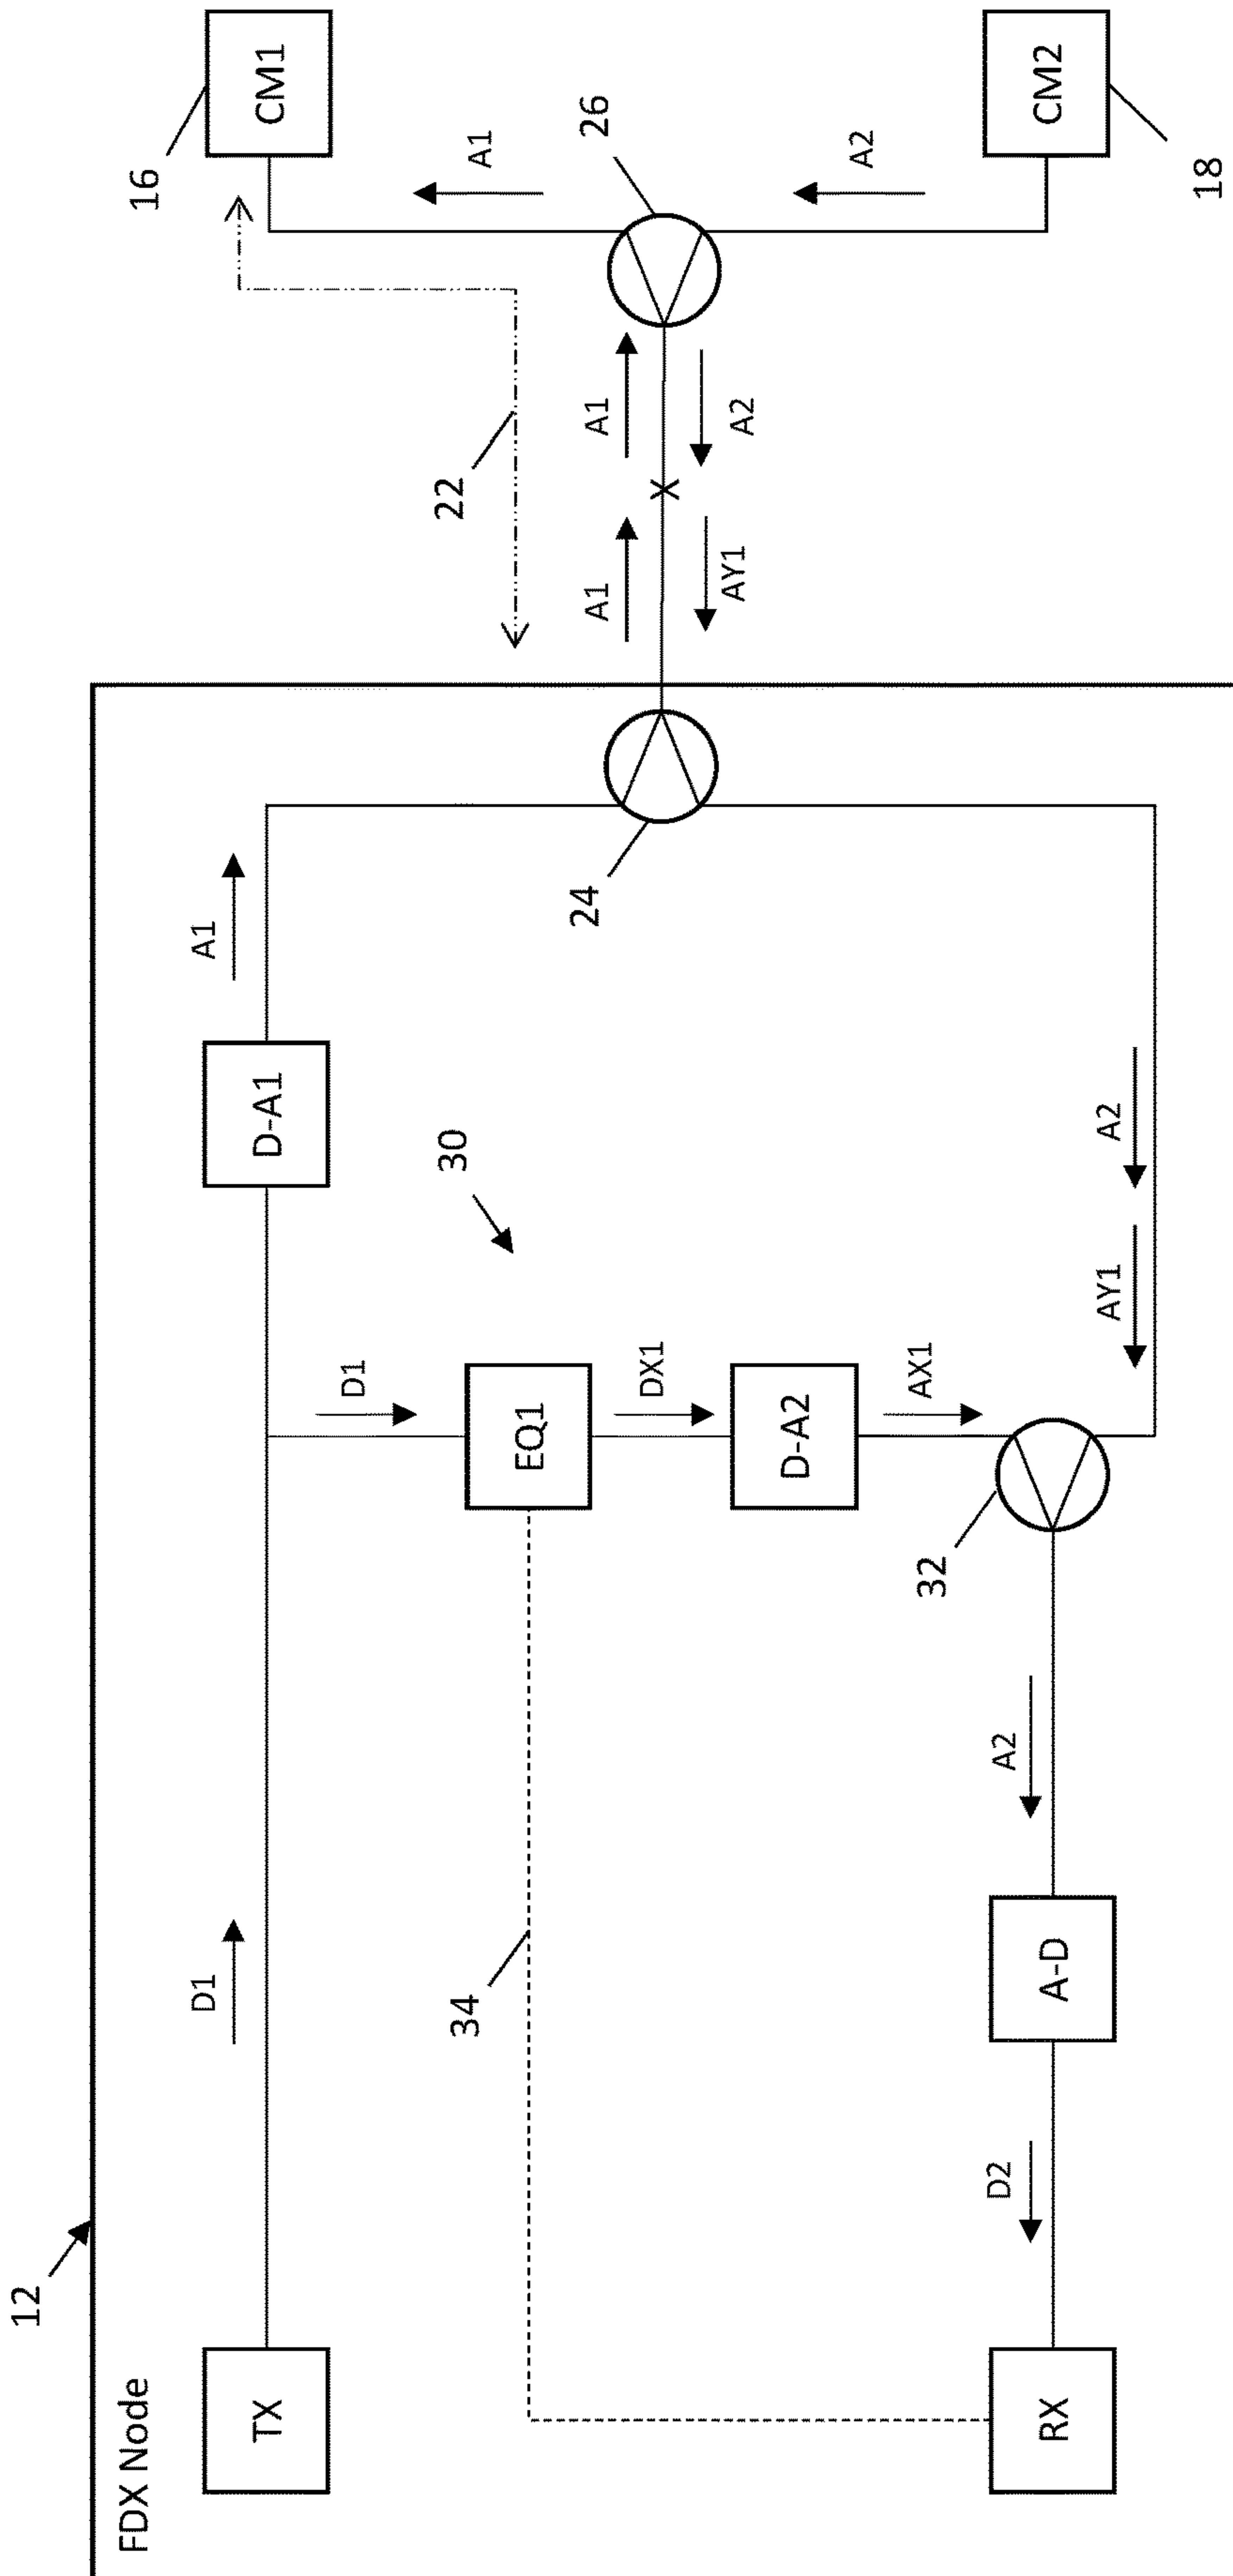 12
FDX Node
TX
D1
D-A1
A1
D1
30
EQ1
DX1
D-A2
AX1
34
RX
D2
A-D
A2
32
AY1
A2
24
22
A1
A1
X
AY1
A2
26
16
CM1
A1
A2
CM2
18